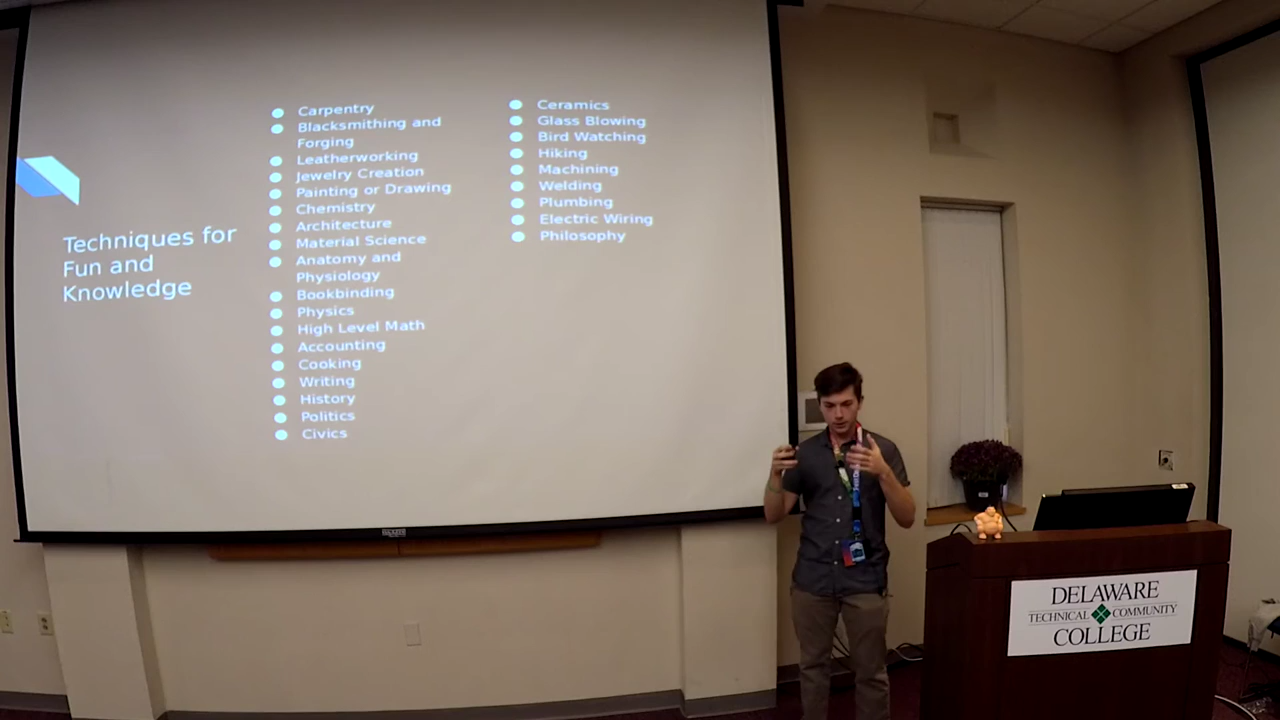 Techniques for
Fun and
Knowledge
Carpentry
Blacksmithing and
Forging
Leatherworking
Jewelry Creation
Painting or Drawing
Chemistry
Architecture
Material Science
Anatomy and
Physiology
Bookbinding
Physics
High Level Math
Accounting
Cooking
Writing
History
Politics
Civics
Ceramics
Glass Blowing
Bird Watching
Hiking
Machining
Welding
Plumbing
Electric Wiring
Philosophy
DELAWARE
TECHNICAL COMMUNITY
COLLEGE